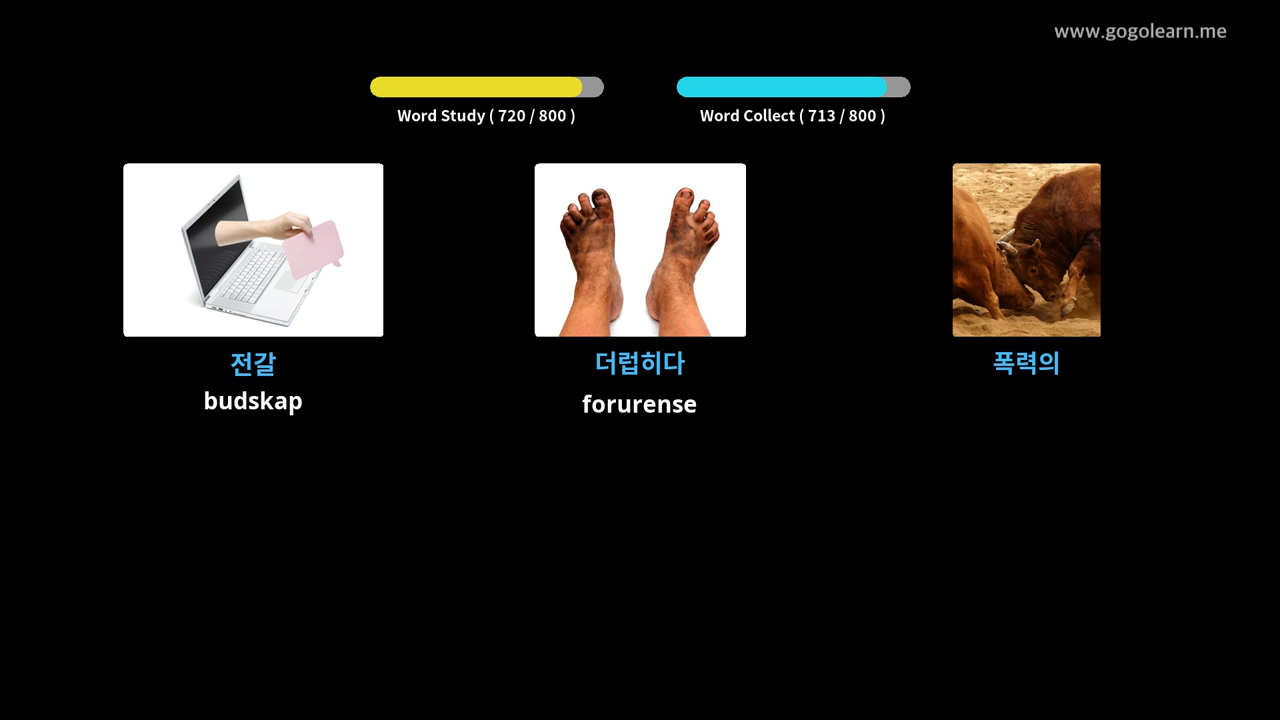 www.gogolearn.me
Word Study ( 720 / 800 )
Word Collect ( 713 / 800 )
전갈
더럽히다
폭력의
budskap
forurense